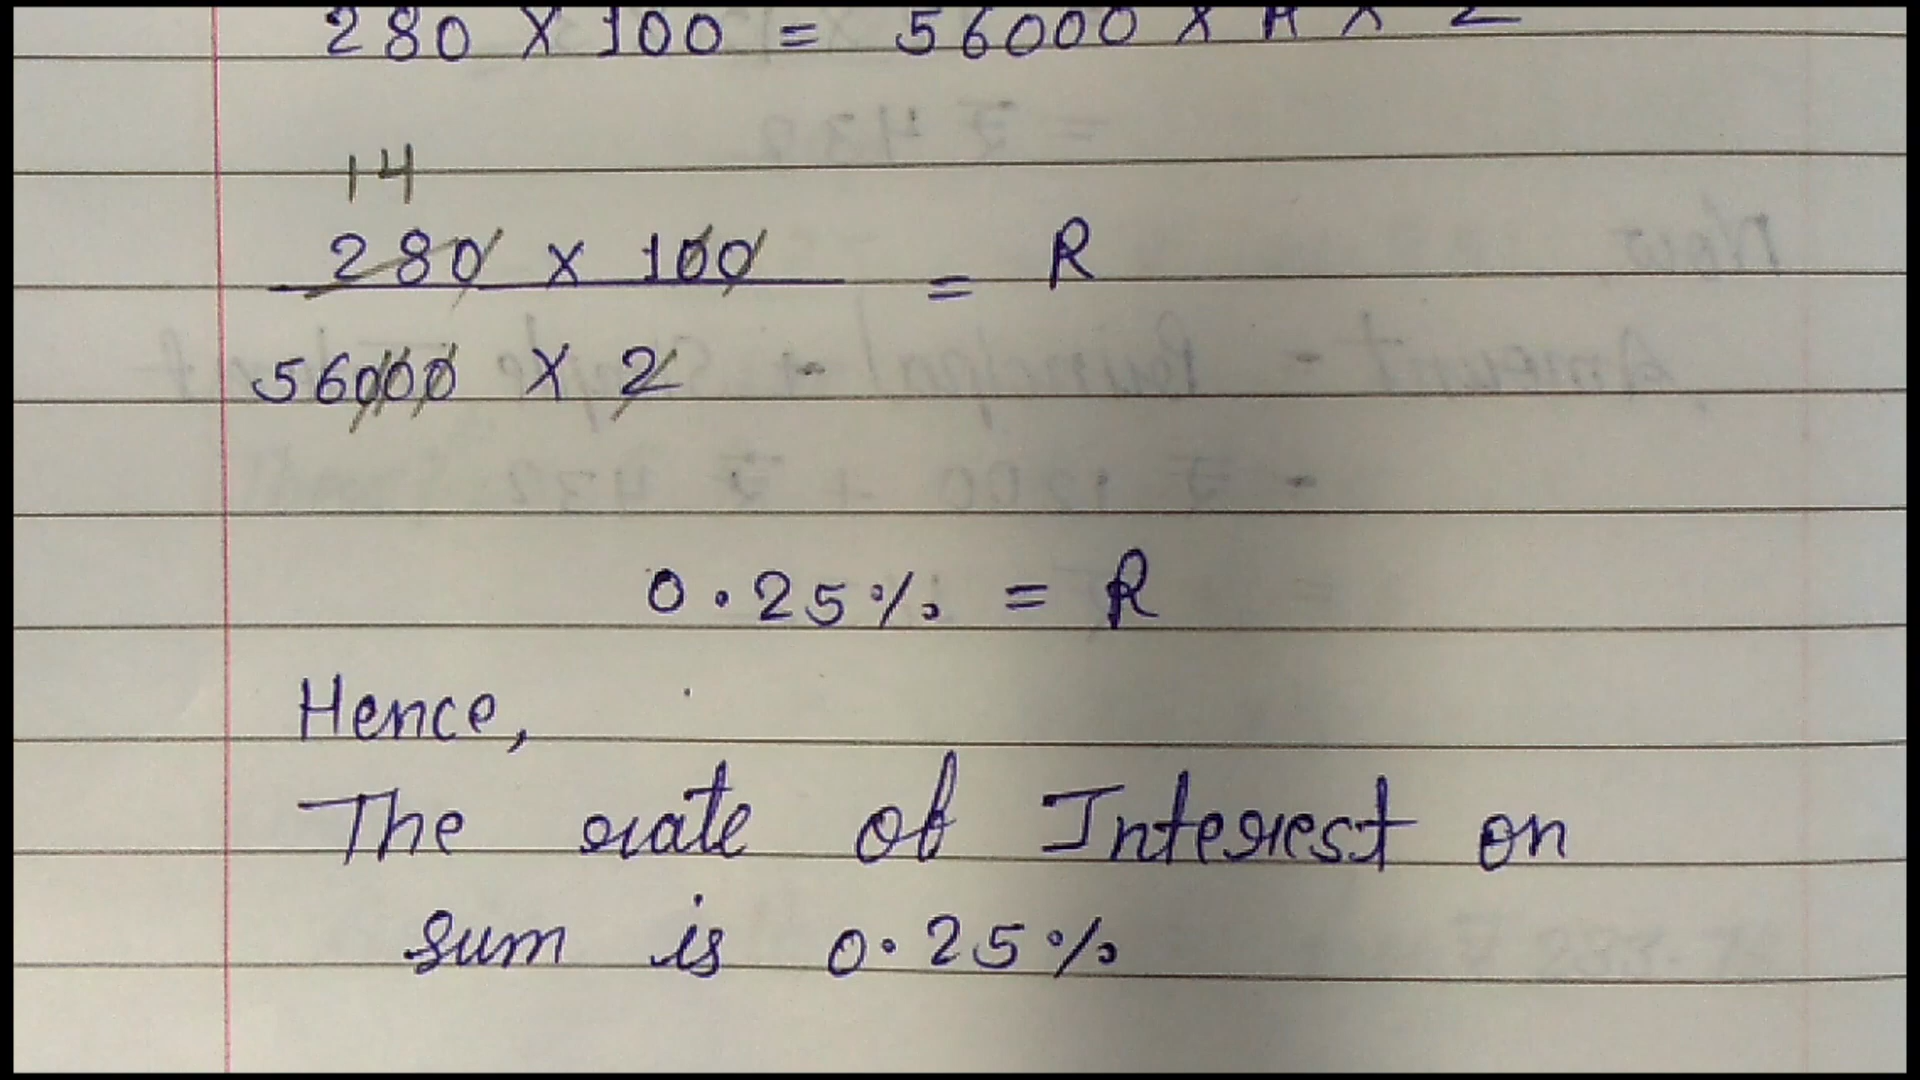 280 X 100 = 56000 X R X 2
14
280 X 100 = R
56000 X 2
0.25% = R
Hence,
The rate of Interest on
sum is 0.25%